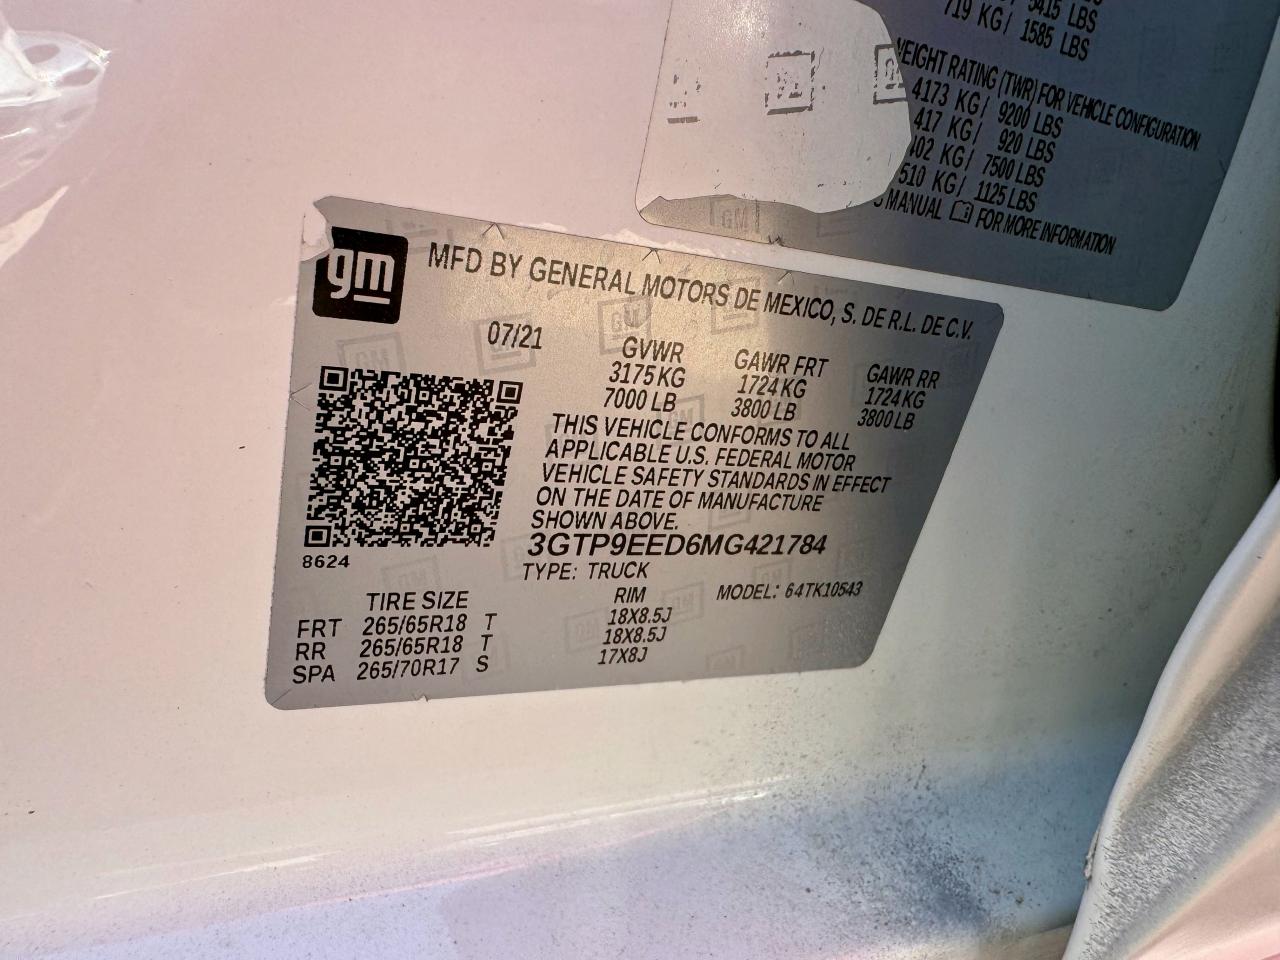 5415 LBS
719 KG/ 1585 LBS
WEIGHT RATING (TWR) FOR VEHICLE CONFIGURATION
4173 KG/ 9200 LBS
417 KG/ 920 LBS
402 KG/ 7500 LBS
510 KG/ 1125 LBS
MANUAL FOR MORE INFORMATION
gm
MFD BY GENERAL MOTORS DE MEXICO, S. DE R.L. DE C.V.
07/21
GVWR GAWR FRT GAWR RR
3175 KG 1724 KG 1724 KG
7000 LB 3800 LB 3800 LB
THIS VEHICLE CONFORMS TO ALL
APPLICABLE U.S. FEDERAL MOTOR
VEHICLE SAFETY STANDARDS IN EFFECT
ON THE DATE OF MANUFACTURE
SHOWN ABOVE.
3GTP9EED6MG421784
8624
TYPE: TRUCK
TIRE SIZE RIM MODEL: 64TK10543
FRT 265/65R18 T 18X8.5J
RR 265/65R18 T 18X8.5J
SPA 265/70R17 S 17X8J